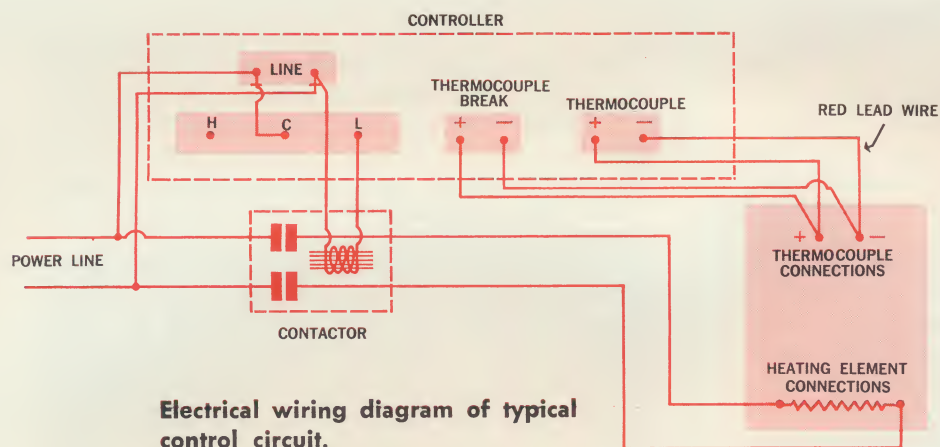 CONTROLLER
LINE
H C L
THERMOCOUPLE
BREAK
+ −
THERMOCOUPLE
+ −
RED LEAD WIRE
POWER LINE
CONTACTOR
+ −
THERMOCOUPLE
CONNECTIONS
HEATING ELEMENT
CONNECTIONS
Electrical wiring diagram of typical
control circuit.